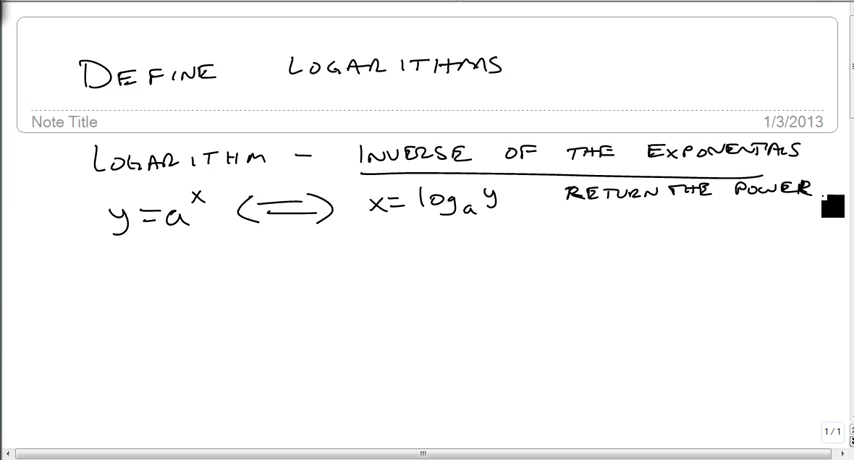 DEFINE LOGARITHMS
Note Title 1/3/2013
LOGARITHM – INVERSE OF THE EXPONENTIALS
y = a^x ⟺ x = log_a y RETURN THE POWER
1 / 1